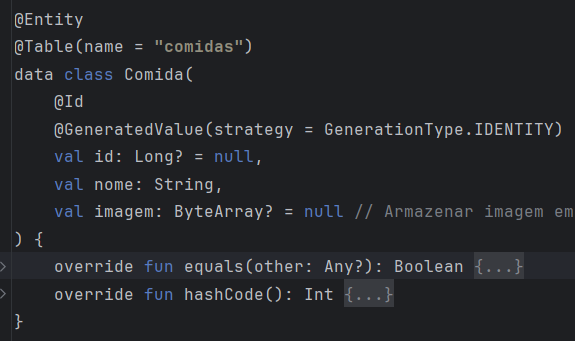 @Entity
@Table(name = "comidas")
data class Comida(
@Id
@GeneratedValue(strategy = GenerationType.IDENTITY)
val id: Long? = null,
val nome: String,
val imagem: ByteArray? = null // Armazenar imagem em
) {
override fun equals(other: Any?): Boolean {...}
override fun hashCode(): Int {...}
}